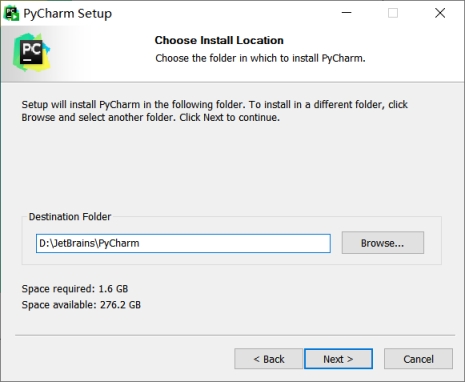 PyCharm Setup
PC
Choose Install Location
Choose the folder in which to install PyCharm.
Setup will install PyCharm in the following folder. To install in a different folder, click
Browse and select another folder. Click Next to continue.
Destination Folder
D:\JetBrains\PyCharm
Browse...
Space required: 1.6 GB
Space available: 276.2 GB
< Back
Next >
Cancel